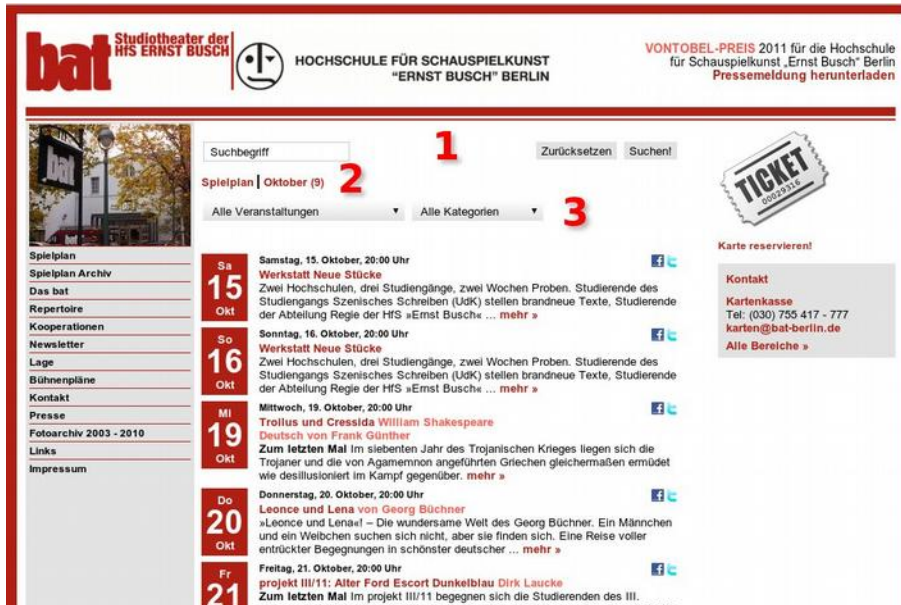 bat
Studiotheater der
HfS ERNST
BUSCH
HOCHSCHULE FÜR SCHAUSPIELKUNST
"ERNST BUSCH" BERLIN
VONTOBEL-PREIS 2011 für die Hochschule
für Schauspielkunst „Ernst Busch" Berlin
Pressemeldung herunterladen
bat
Suchbegriff
1
Zurücksetzen Suchen!
Spielplan | Oktober (9)
2
Alle Veranstaltungen
Alle Kategorien
3
TICKET
00029316
Karte reservieren!
Kontakt
Kartenkasse
Tel: (030) 755 417 - 777
karten@bat-berlin.de
Alle Bereiche »
Spielplan
Spielplan Archiv
Das bat
Repertoire
Kooperationen
Newsletter
Lage
Bühnenpläne
Kontakt
Presse
Fotoarchiv 2003 - 2010
Links
Impressum
Sa
15
Okt
Samstag, 15. Oktober, 20:00 Uhr
Werkstatt Neue Stücke
Zwei Hochschulen, drei Studiengänge, zwei Wochen Proben. Studierende des
Studiengangs Szenisches Schreiben (UdK) stellen brandneue Texte, Studierende
der Abteilung Regie der HfS »Ernst Busch« ... mehr »
So
16
Okt
Sonntag, 16. Oktober, 20:00 Uhr
Werkstatt Neue Stücke
Zwei Hochschulen, drei Studiengänge, zwei Wochen Proben. Studierende des
Studiengangs Szenisches Schreiben (UdK) stellen brandneue Texte, Studierende
der Abteilung Regie der HfS »Ernst Busch« ... mehr »
Mi
19
Okt
Mittwoch, 19. Oktober, 20:00 Uhr
Troilus und Cressida William Shakespeare
Deutsch von Frank Günther
Zum letzten Mal Im siebenten Jahr des Trojanischen Krieges liegen sich die
Trojaner und die von Agamemnon angeführten Griechen gleichermaßen ermüdet
wie desillusioniert im Kampf gegenüber. mehr »
Do
20
Okt
Donnerstag, 20. Oktober, 20:00 Uhr
Leonce und Lena von Georg Büchner
»Leonce und Lena«! – Die wundersame Welt des Georg Büchner. Ein Männchen
und ein Weibchen suchen sich nicht, aber sie finden sich. Eine Reise voller
entrückter Begegnungen in schönster deutscher ... mehr »
Fr
21
Freitag, 21. Oktober, 20:00 Uhr
projekt III/11: Alter Ford Escort Dunkelblau Dirk Laucke
Zum letzten Mal Im projekt III/11 begegnen sich die Studierenden des III.